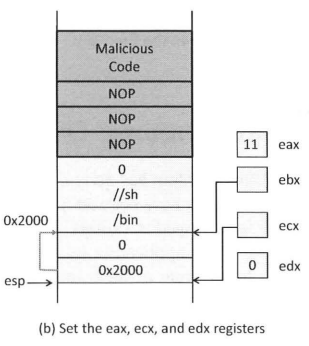 Malicious
Code
NOP
NOP
NOP
0
//sh
/bin
0
0x2000
0x2000
esp
11 eax
ebx
ecx
0 edx
(b) Set the eax, ecx, and edx registers